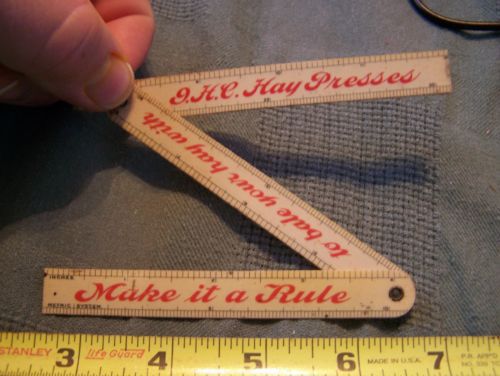 I.H.C. Hay Presses
to bale your hay with
INCHES
Make it a Rule
METRIC SYSTEM
STANLEY 3 Life Guard 4 5 6 MADE IN U.S.A. 7 P.R. APP'D